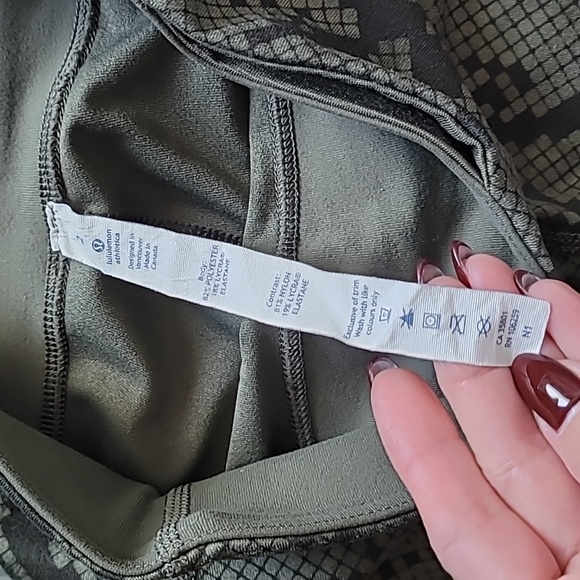 lululemon
athletica
Designed in
Vancouver
Made in
Canada
Body:
82% POLYESTER
18% LYCRA®
ELASTANE
Contrast:
81% NYLON
19% LYCRA®
ELASTANE
Exclusive of trim
Wash with like
colours only
CA 35801
RN 106259
N1